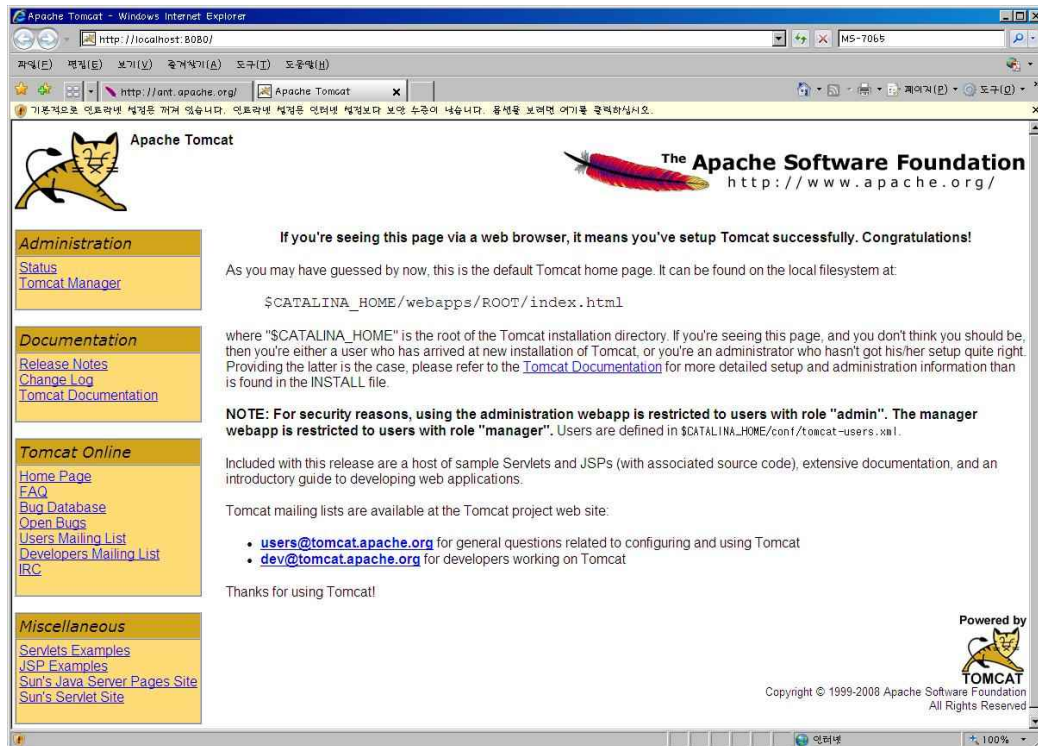 Apache Tomcat - Windows Internet Explorer
http://localhost:8080/
MS-7065
파일(F) 편집(E) 보기(V) 즐겨찾기(A) 도구(T) 도움말(H)
http://ant.apache.org/ Apache Tomcat
페이지(P) 도구(O)
기본적으로 인트라넷 설정은 꺼져 있습니다. 인트라넷 설정은 인터넷 설정보다 보안 수준이 낮습니다. 옵션을 보려면 여기를 클릭하십시오.
Apache Tomcat
The Apache Software Foundation
http://www.apache.org/
Administration
Status
Tomcat Manager
Documentation
Release Notes
Change Log
Tomcat Documentation
Tomcat Online
Home Page
FAQ
Bug Database
Open Bugs
Users Mailing List
Developers Mailing List
IRC
Miscellaneous
Servlets Examples
JSP Examples
Sun's Java Server Pages Site
Sun's Servlet Site
If you're seeing this page via a web browser, it means you've setup Tomcat successfully. Congratulations!
As you may have guessed by now, this is the default Tomcat home page. It can be found on the local filesystem at:
$CATALINA_HOME/webapps/ROOT/index.html
where "$CATALINA_HOME" is the root of the Tomcat installation directory. If you're seeing this page, and you don't think you should be,
then you're either a user who has arrived at new installation of Tomcat, or you're an administrator who hasn't got his/her setup quite right.
Providing the latter is the case, please refer to the Tomcat Documentation for more detailed setup and administration information than
is found in the INSTALL file.
NOTE: For security reasons, using the administration webapp is restricted to users with role "admin". The manager
webapp is restricted to users with role "manager". Users are defined in $CATALINA_HOME/conf/tomcat-users.xml.
Included with this release are a host of sample Servlets and JSPs (with associated source code), extensive documentation, and an
introductory guide to developing web applications.
Tomcat mailing lists are available at the Tomcat project web site:
users@tomcat.apache.org for general questions related to configuring and using Tomcat
dev@tomcat.apache.org for developers working on Tomcat
Thanks for using Tomcat!
Powered by
TOMCAT
Copyright © 1999-2008 Apache Software Foundation
All Rights Reserved
인터넷
100%